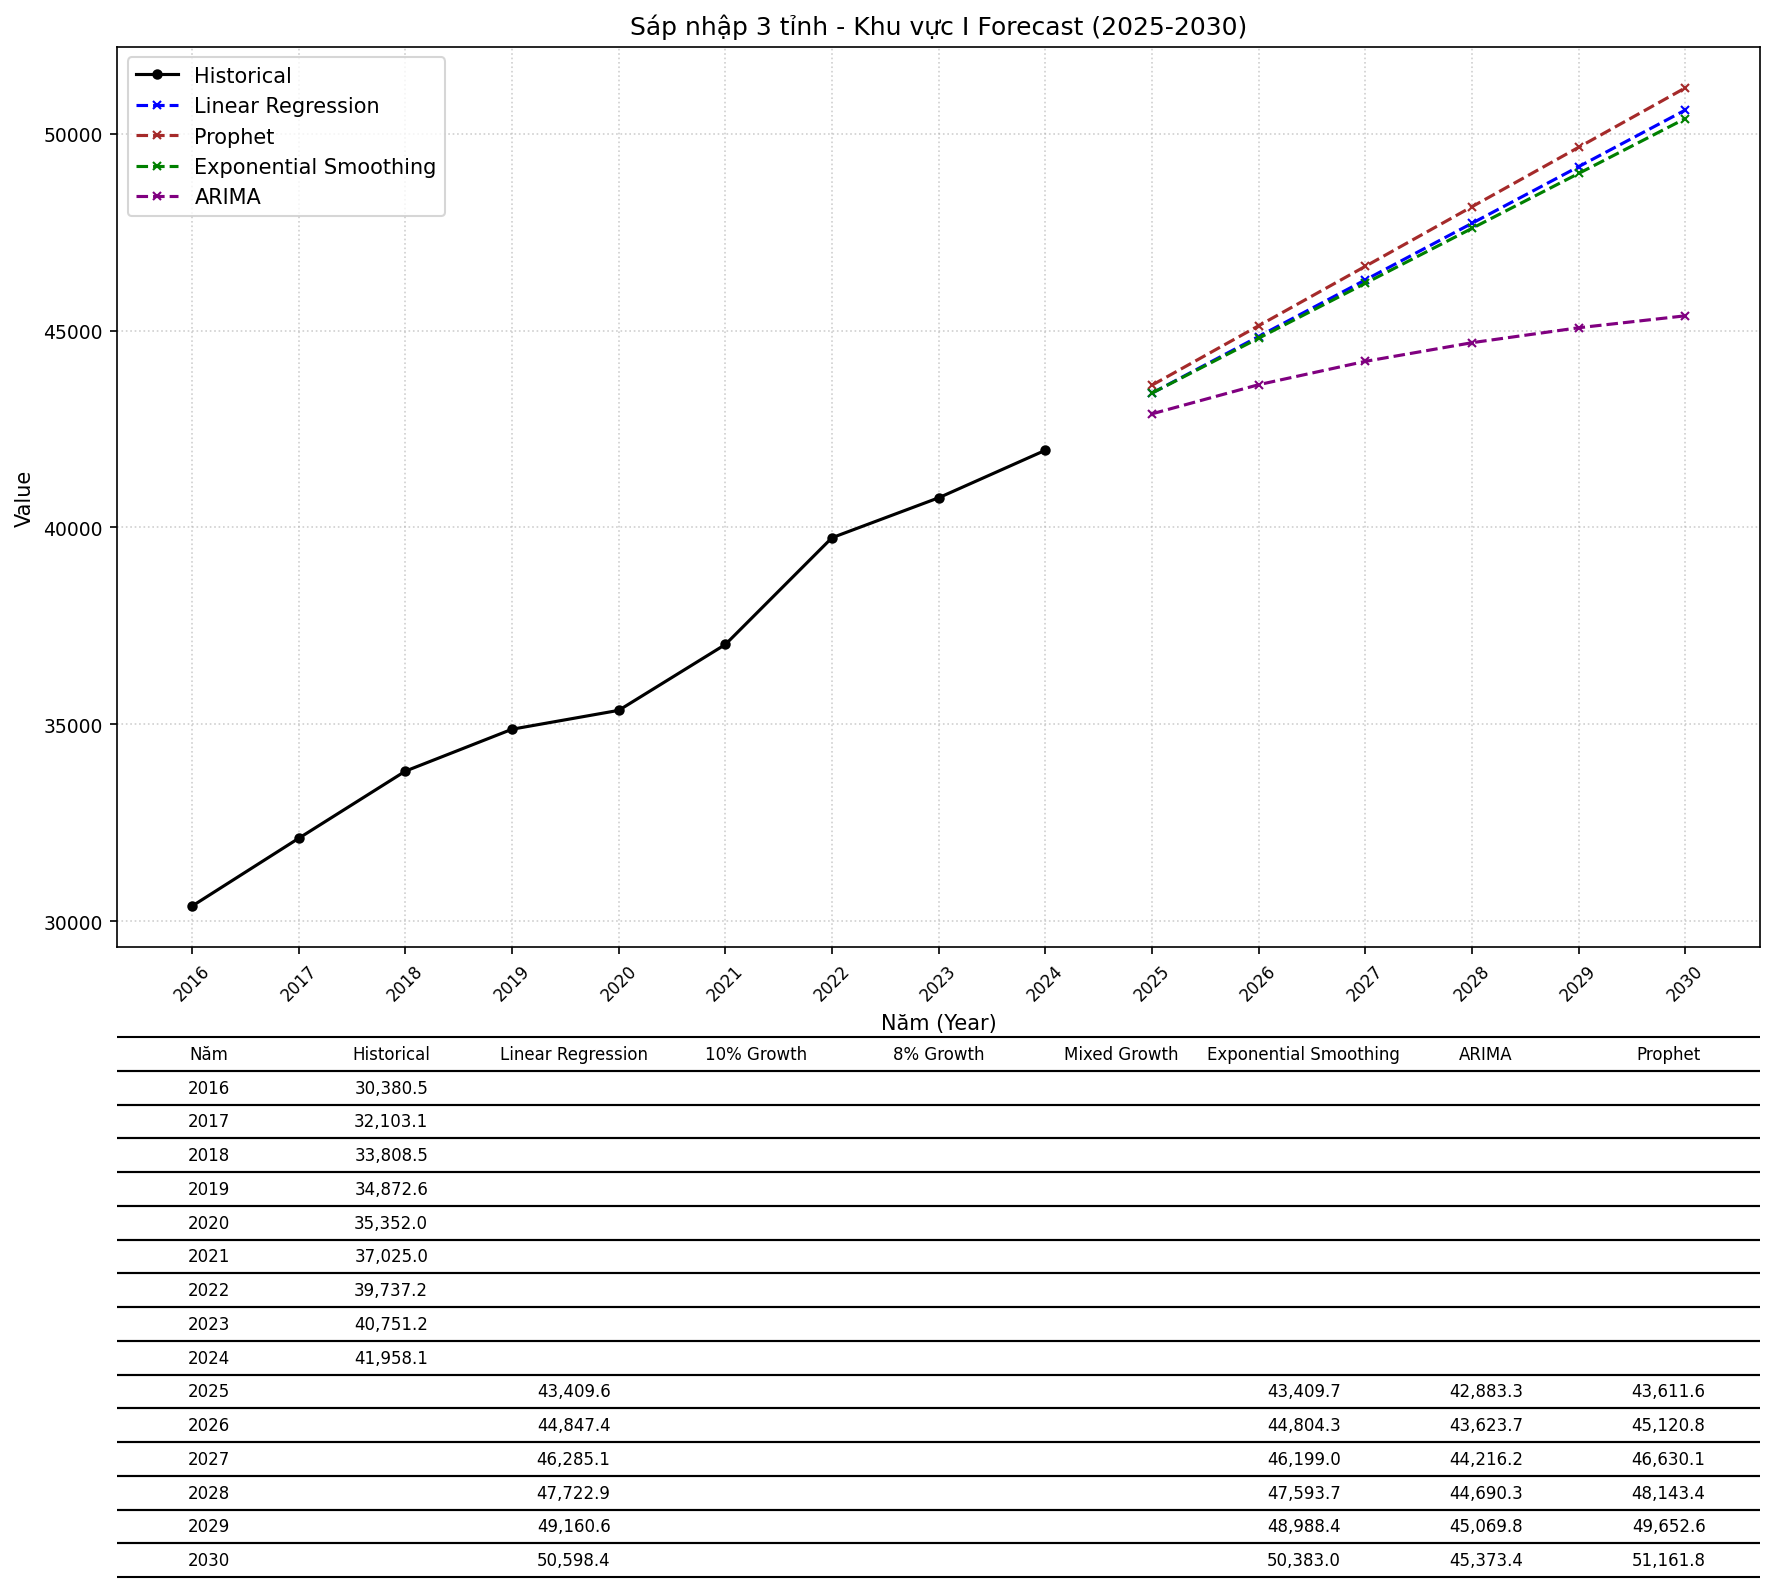 Sáp nhập 3 tỉnh - Khu vực I Forecast (2025-2030)
Historical
Linear Regression
Prophet
Exponential Smoothing
ARIMA
Value
50000
45000
40000
35000
30000
2016 2017 2018 2019 2020 2021 2022 2023 2024 2025 2026 2027 2028 2029 2030
Năm (Year)
Năm Historical Linear Regression 10% Growth 8% Growth Mixed Growth Exponential Smoothing ARIMA Prophet
2016 30,380.5
2017 32,103.1
2018 33,808.5
2019 34,872.6
2020 35,352.0
2021 37,025.0
2022 39,737.2
2023 40,751.2
2024 41,958.1
2025 43,409.6 43,409.7 42,883.3 43,611.6
2026 44,847.4 44,804.3 43,623.7 45,120.8
2027 46,285.1 46,199.0 44,216.2 46,630.1
2028 47,722.9 47,593.7 44,690.3 48,143.4
2029 49,160.6 48,988.4 45,069.8 49,652.6
2030 50,598.4 50,383.0 45,373.4 51,161.8